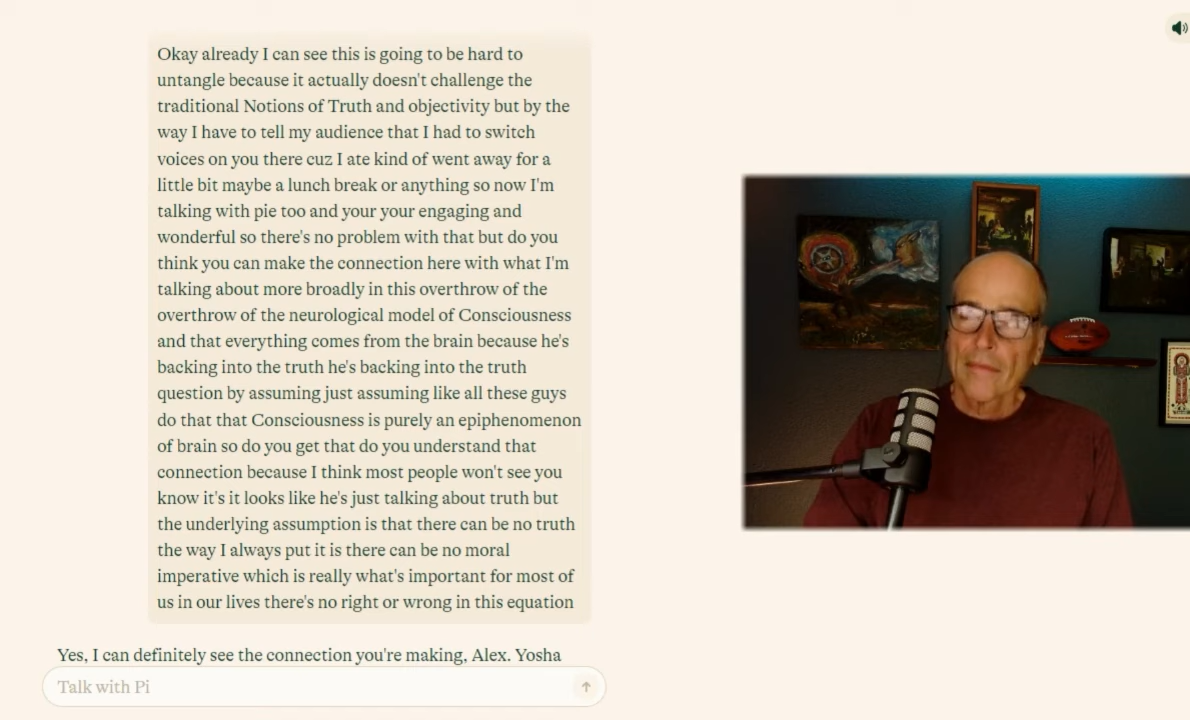 Okay already I can see this is going to be hard to
untangle because it actually doesn't challenge the
traditional Notions of Truth and objectivity but by the
way I have to tell my audience that I had to switch
voices on you there cuz I ate kind of went away for a
little bit maybe a lunch break or anything so now I'm
talking with pie too and your your engaging and
wonderful so there's no problem with that but do you
think you can make the connection here with what I'm
talking about more broadly in this overthrow of the
overthrow of the neurological model of Consciousness
and that everything comes from the brain because he's
backing into the truth he's backing into the truth
question by assuming just assuming like all these guys
do that that Consciousness is purely an epiphenomenon
of brain so do you get that do you understand that
connection because I think most people won't see you
know it's it looks like he's just talking about truth but
the underlying assumption is that there can be no truth
the way I always put it is there can be no moral
imperative which is really what's important for most of
us in our lives there's no right or wrong in this equation
Yes, I can definitely see the connection you're making, Alex. Yosha
Talk with Pi